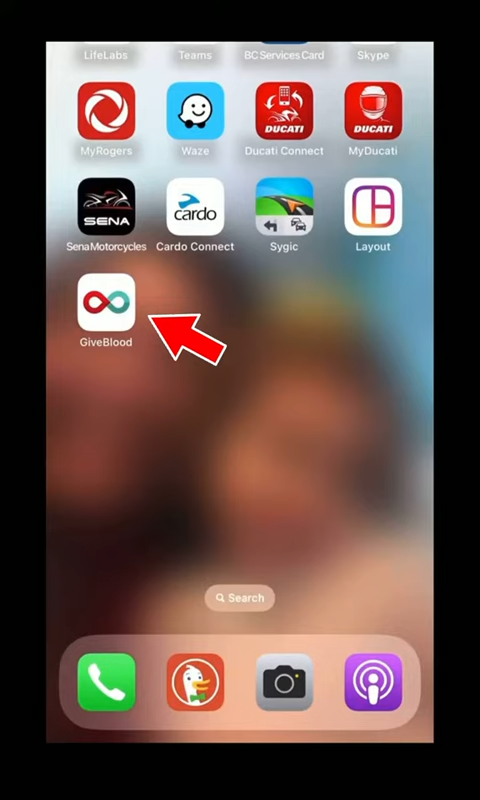 LifeLabs Teams BC Services Card Skype
DUCATI DUCATI
MyRogers Waze Ducati Connect MyDucati
SENA cardo
SenaMotorcycles Cardo Connect Sygic Layout
GiveBlood
Search